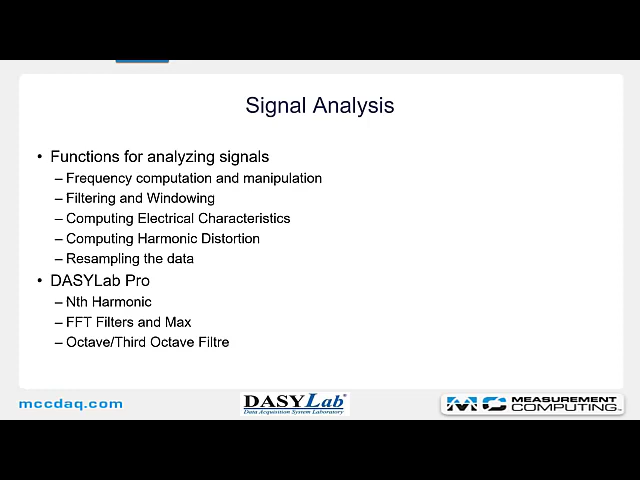 Signal Analysis
• Functions for analyzing signals
– Frequency computation and manipulation
– Filtering and Windowing
– Computing Electrical Characteristics
– Computing Harmonic Distortion
– Resampling the data
• DASYLab Pro
– Nth Harmonic
– FFT Filters and Max
– Octave/Third Octave Filtre
mccdaq.com
DASYLab®
Data Acquisition System Laboratory
MC MEASUREMENT COMPUTING™